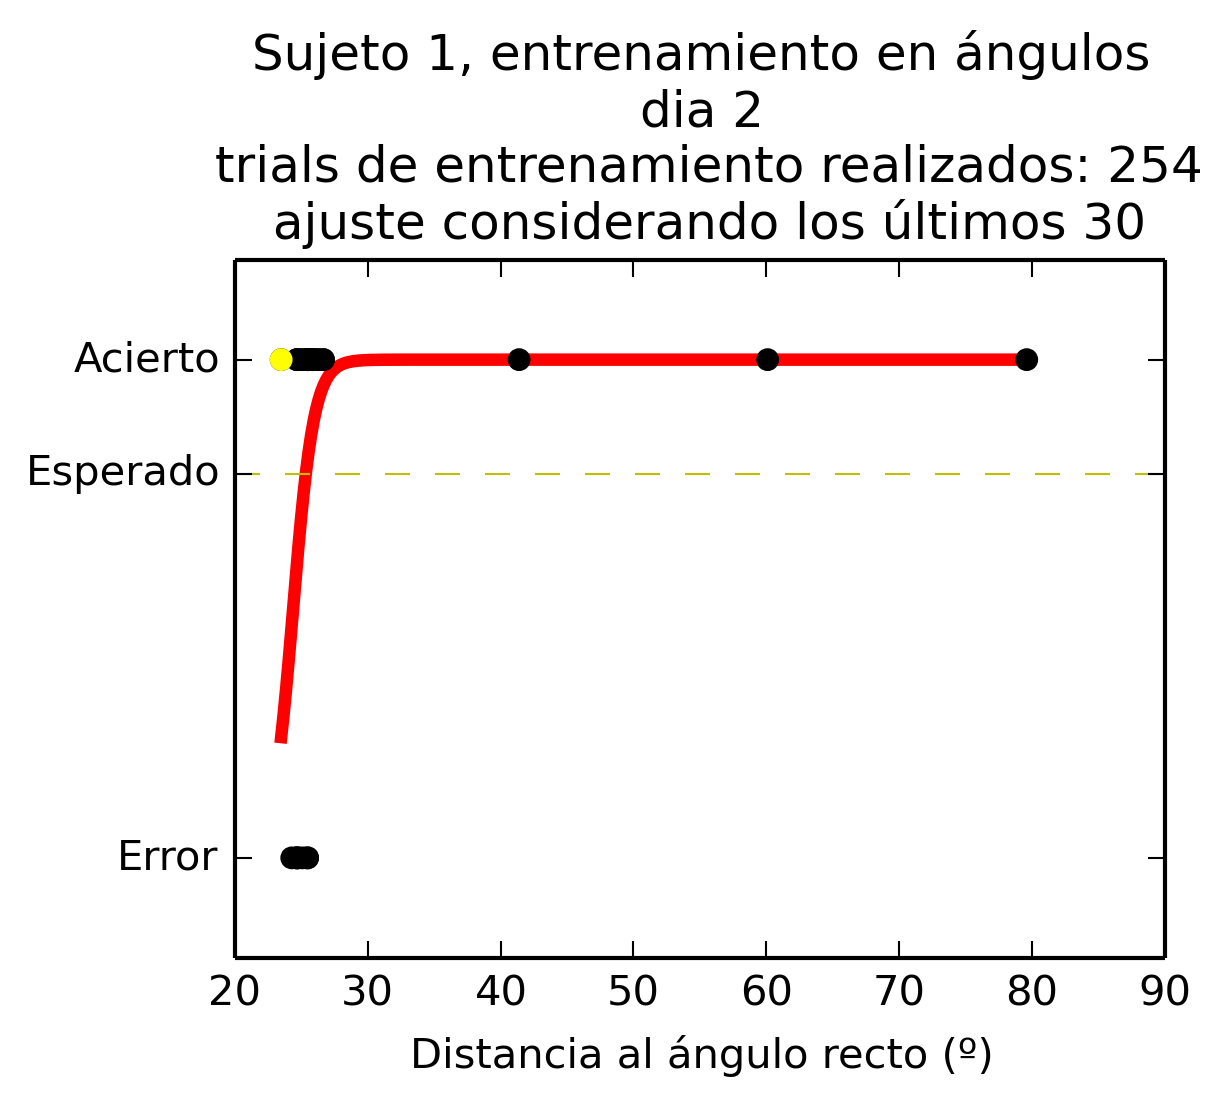 Sujeto 1, entrenamiento en ángulos
dia 2
trials de entrenamiento realizados: 254
ajuste considerando los últimos 30
Acierto
Esperado
Error
20 30 40 50 60 70 80 90
Distancia al ángulo recto (º)